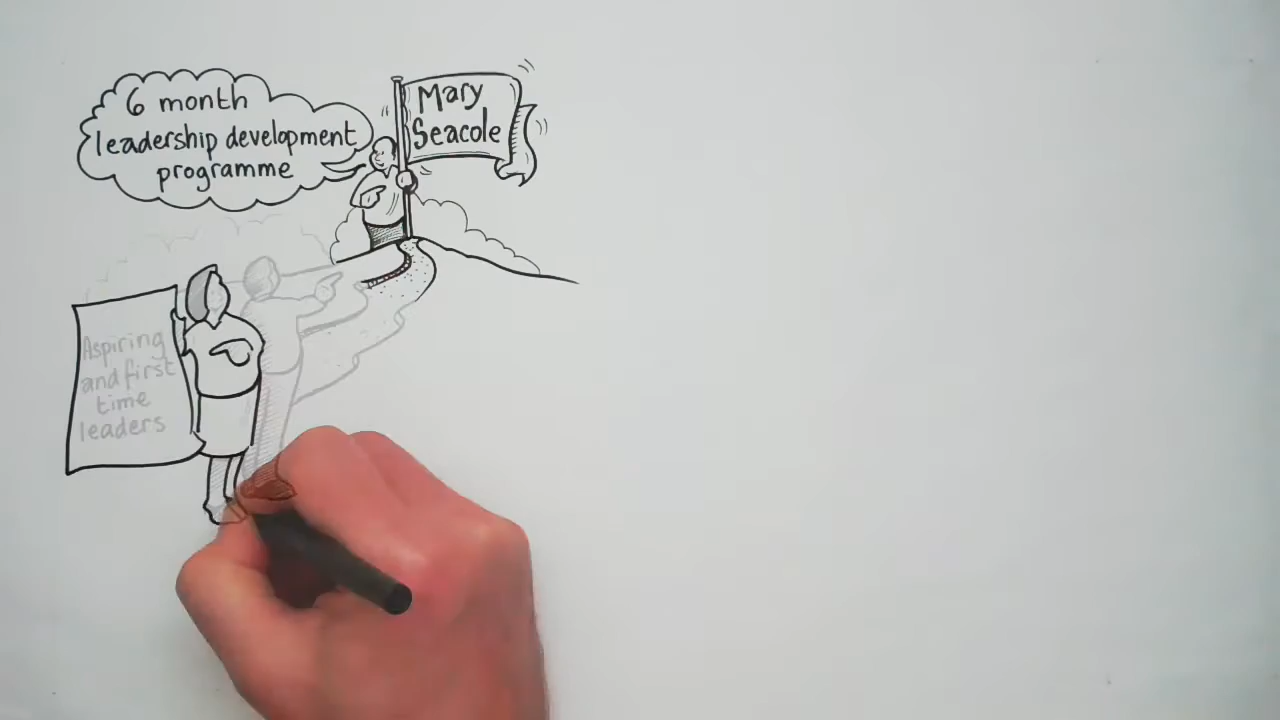 6 month
leadership development
programme
Mary
Seacole
Aspiring
and first
time
leaders